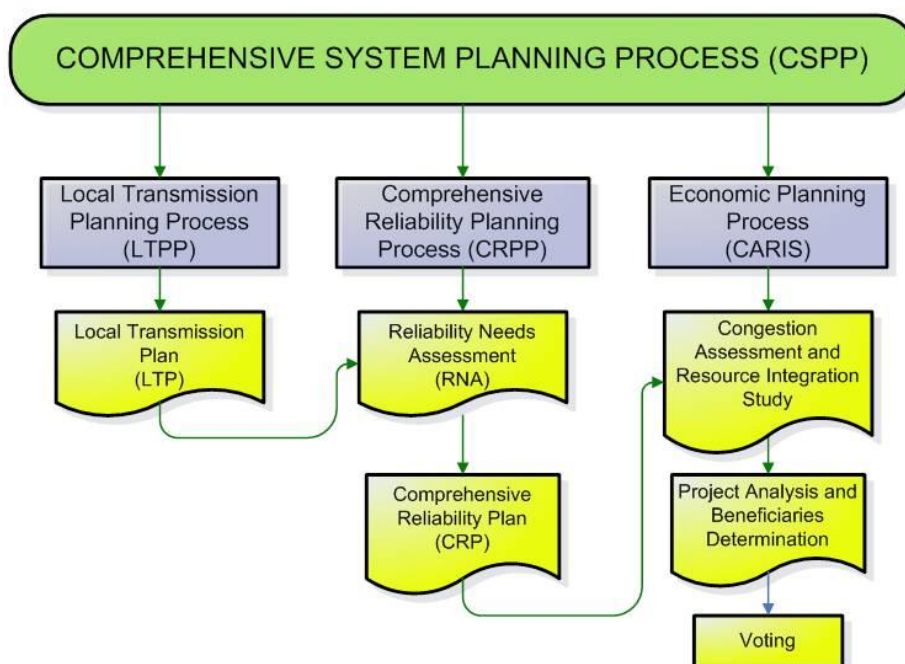 COMPREHENSIVE SYSTEM PLANNING PROCESS (CSPP)
Local Transmission
Planning Process
(LTPP)
Comprehensive
Reliability Planning
Process (CRPP)
Economic Planning
Process
(CARIS)
Local Transmission
Plan
(LTP)
Reliability Needs
Assessment
(RNA)
Congestion
Assessment and
Resource Integration
Study
Comprehensive
Reliability Plan
(CRP)
Project Analysis and
Beneficiaries
Determination
Voting